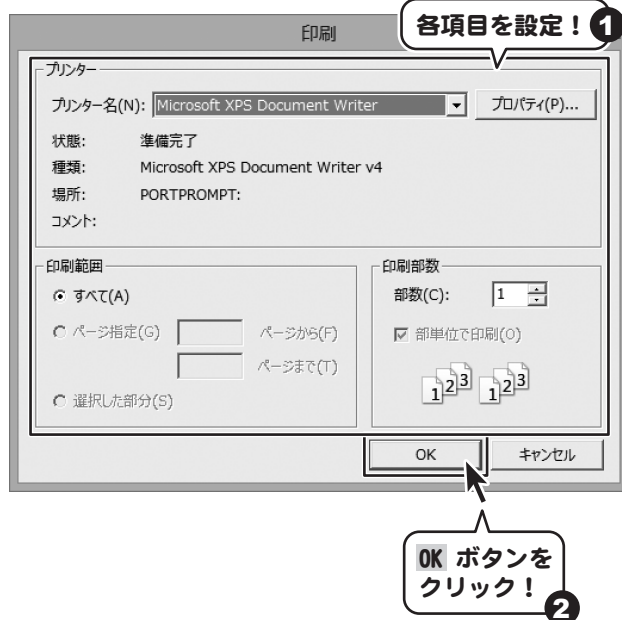 印刷
各項目を設定！ 1
プリンター
プリンター名(N): Microsoft XPS Document Writer プロパティ(P)...
状態: 準備完了
種類: Microsoft XPS Document Writer v4
場所: PORTPROMPT:
コメント:
印刷範囲
すべて(A)
ページ指定(G) ページから(F)
ページまで(T)
選択した部分(S)
印刷部数
部数(C): 1
部単位で印刷(O)
1 2 3 1 2 3
OK キャンセル
OK ボタンを
クリック！ 2